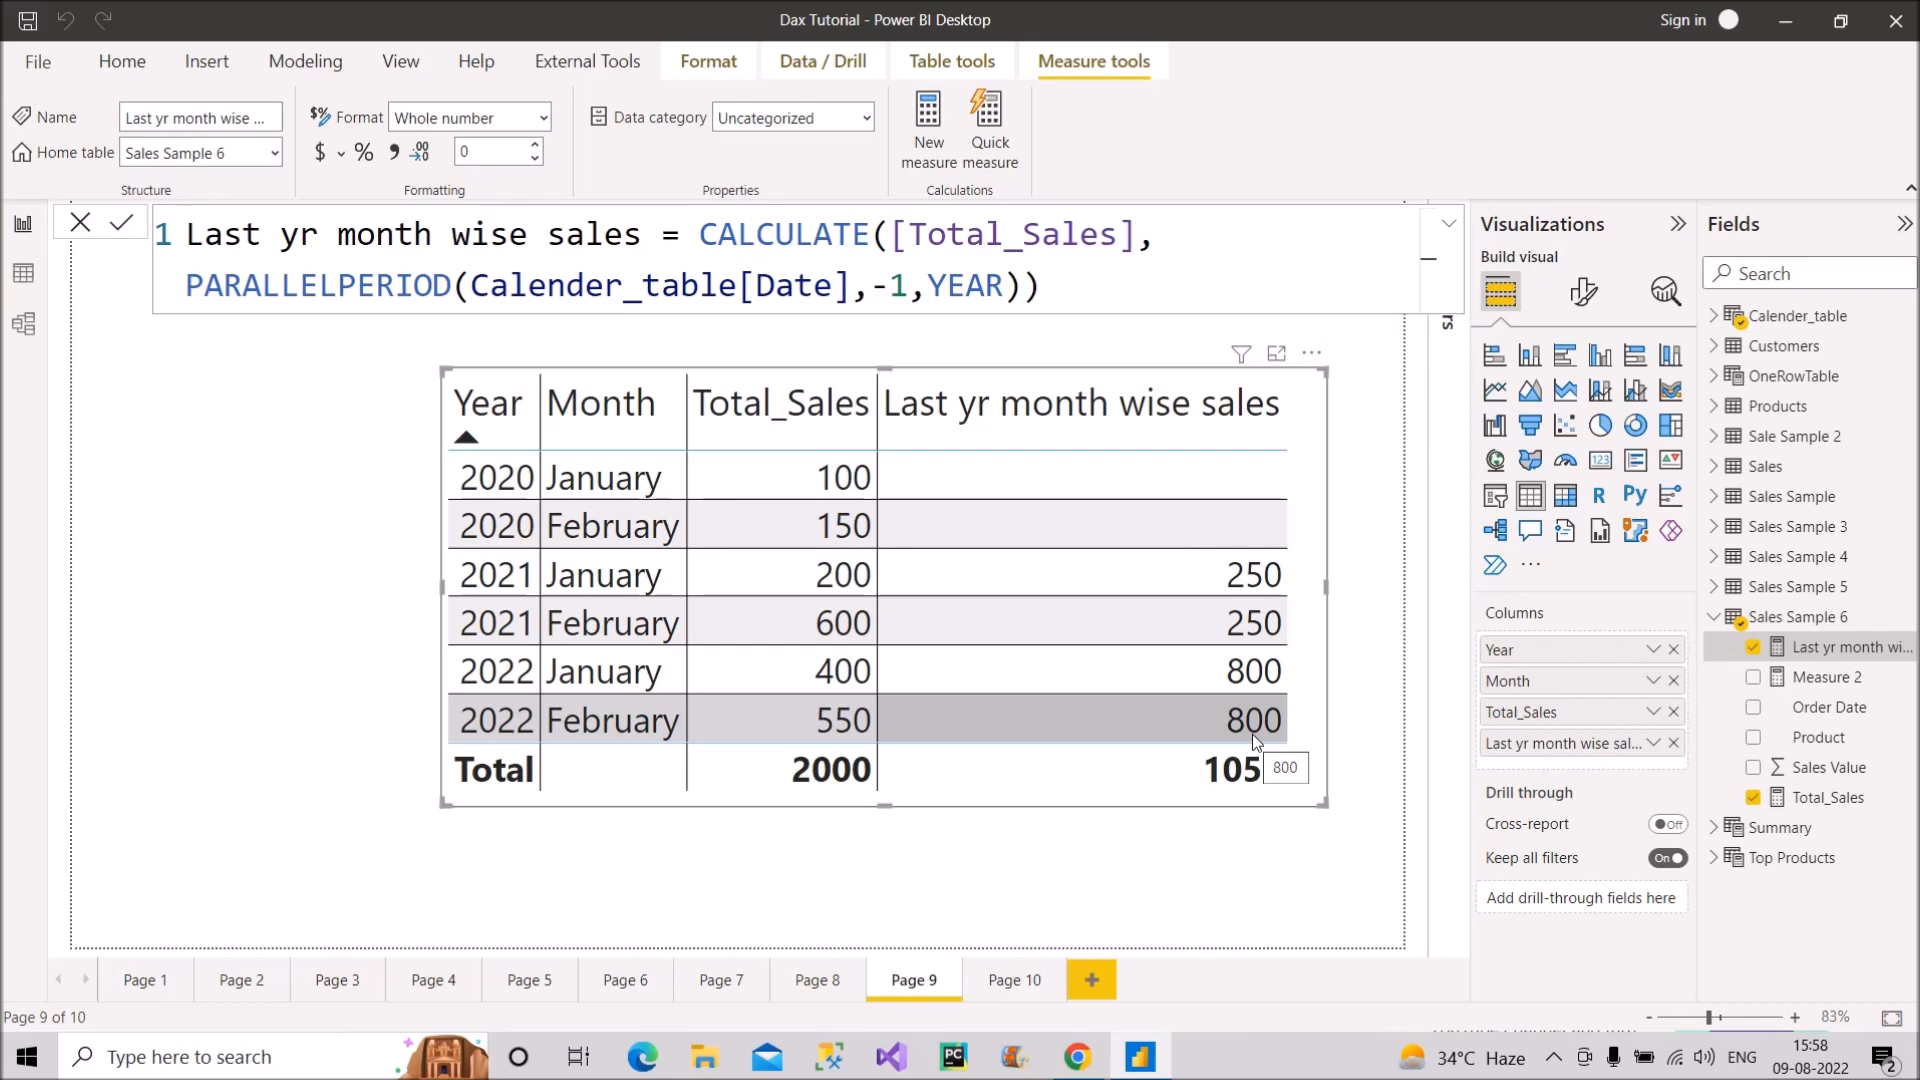 Dax Tutorial - Power BI Desktop
Sign in
File
Home
Insert
Modeling
View
Help
External Tools
Format
Data / Drill
Table tools
Measure tools
Name
Last yr month wise ...
Format
Whole number
Data category
Uncategorized
New measure
Quick measure
Home table
Sales Sample 6
$
%
0
Structure
Formatting
Properties
Calculations
1 Last yr month wise sales = CALCULATE([Total_Sales],
PARALLELPERIOD(Calender_table[Date],-1,YEAR))
Year Month Total_Sales Last yr month wise sales
2020 January 100
2020 February 150
2021 January 200 250
2021 February 600 250
2022 January 400 800
2022 February 550 800
Total 2000 105
800
Visualizations
Build visual
123
R
Py
Columns
Year
Month
Total_Sales
Last yr month wise sal...
Drill through
Cross-report
Off
Keep all filters
On
Add drill-through fields here
Fields
Search
Calender_table
Customers
OneRowTable
Products
Sale Sample 2
Sales
Sales Sample
Sales Sample 3
Sales Sample 4
Sales Sample 5
Sales Sample 6
Last yr month wi...
Measure 2
Order Date
Product
Sales Value
Total_Sales
Summary
Top Products
Page 1
Page 2
Page 3
Page 4
Page 5
Page 6
Page 7
Page 8
Page 9
Page 10
Page 9 of 10
83%
Type here to search
PC
34°C Haze
ENG
15:58
09-08-2022
2